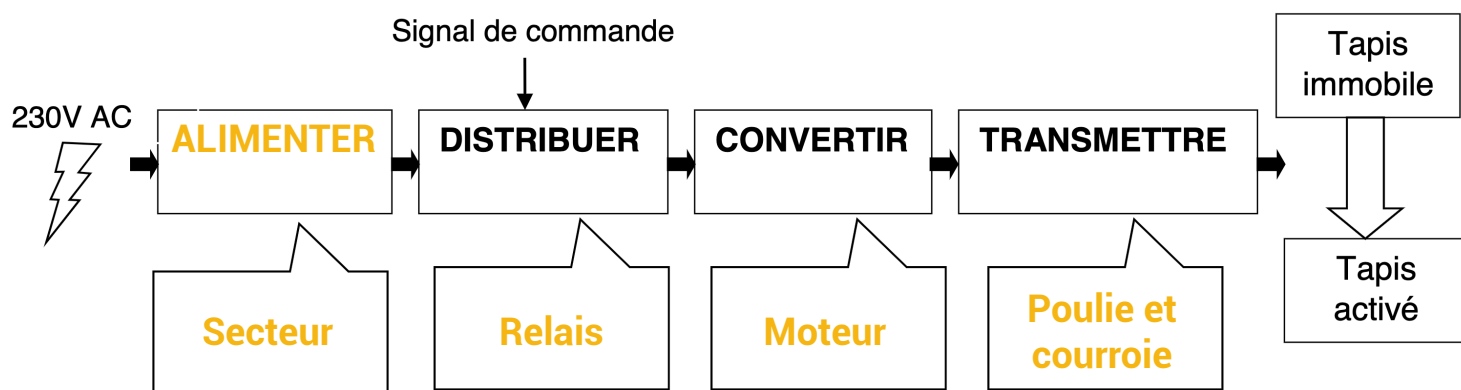 Signal de commande
230V AC
ALIMENTER
DISTRIBUER
CONVERTIR
TRANSMETTRE
Tapis
immobile
Secteur
Relais
Moteur
Poulie et
courroie
Tapis
activé